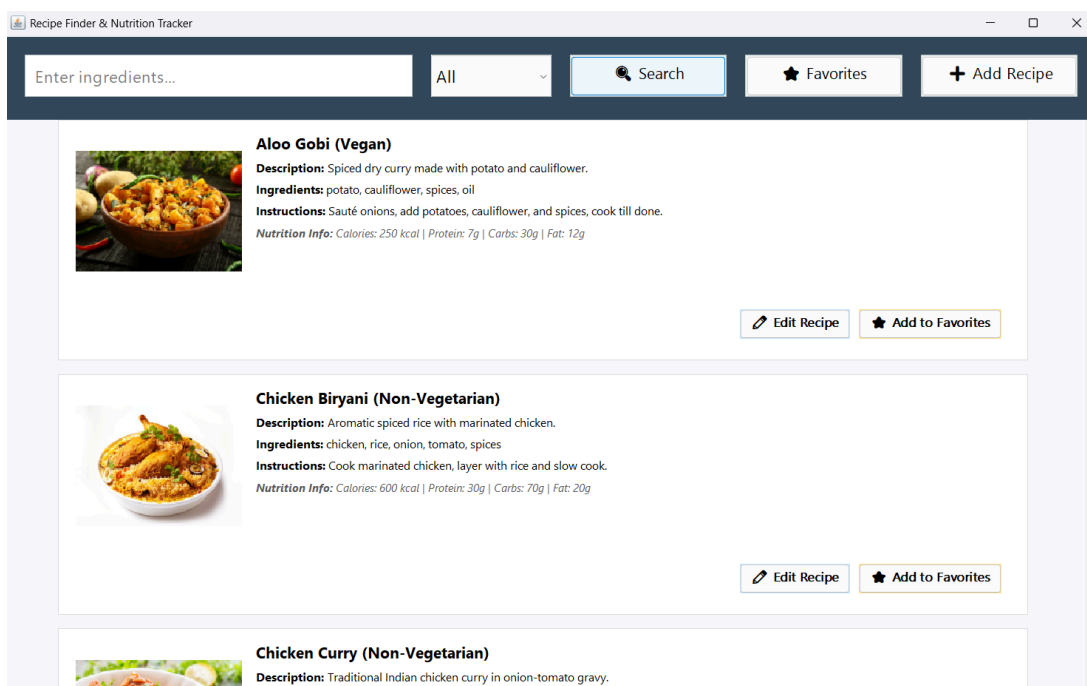 Recipe Finder & Nutrition Tracker
Enter ingredients...
All
Search
Favorites
Add Recipe
Aloo Gobi (Vegan)
Description: Spiced dry curry made with potato and cauliflower.
Ingredients: potato, cauliflower, spices, oil
Instructions: Sauté onions, add potatoes, cauliflower, and spices, cook till done.
Nutrition Info: Calories: 250 kcal | Protein: 7g | Carbs: 30g | Fat: 12g
Edit Recipe
Add to Favorites
Chicken Biryani (Non-Vegetarian)
Description: Aromatic spiced rice with marinated chicken.
Ingredients: chicken, rice, onion, tomato, spices
Instructions: Cook marinated chicken, layer with rice and slow cook.
Nutrition Info: Calories: 600 kcal | Protein: 30g | Carbs: 70g | Fat: 20g
Edit Recipe
Add to Favorites
Chicken Curry (Non-Vegetarian)
Description: Traditional Indian chicken curry in onion-tomato gravy.